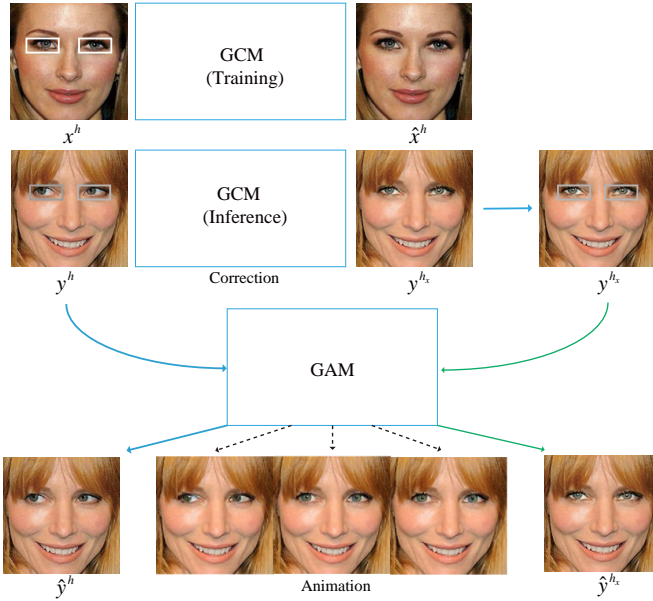 GCM
(Training)
x^h
x̂^h
GCM
(Inference)
Correction
y^h
y^{h_x}
y^{h_x}
GAM
Animation
ŷ^h
ŷ^{h_x}